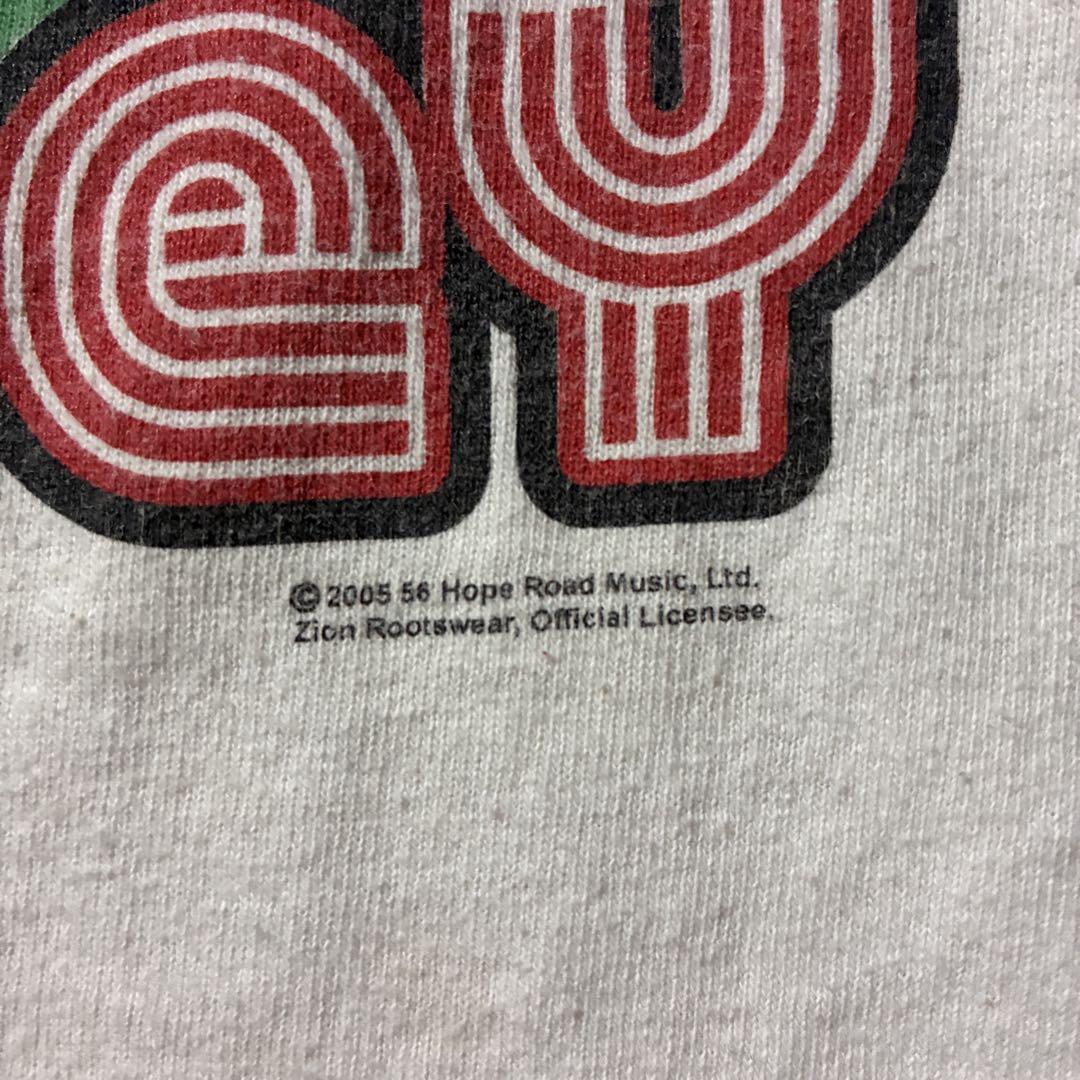 ey
© 2005 56 Hope Road Music, Ltd.
Zion Rootswear, Official Licensee.